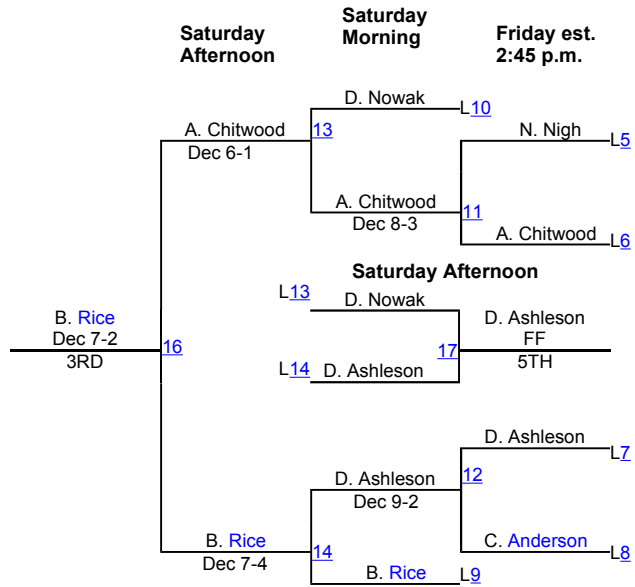 Saturday Afternoon
Saturday Morning
Friday est. 2:45 p.m.
D. Nowak
L10
A. Chitwood
13
Dec 6-1
N. Nigh
L5
A. Chitwood
11
Dec 8-3
A. Chitwood
L6
Saturday Afternoon
L13
D. Nowak
B. Rice
Dec 7-2
16
3RD
D. Ashleson
17
FF
5TH
L14
D. Ashleson
D. Ashleson
L7
D. Ashleson
12
Dec 9-2
B. Rice
14
Dec 7-4
C. Anderson
L8
B. Rice
L9